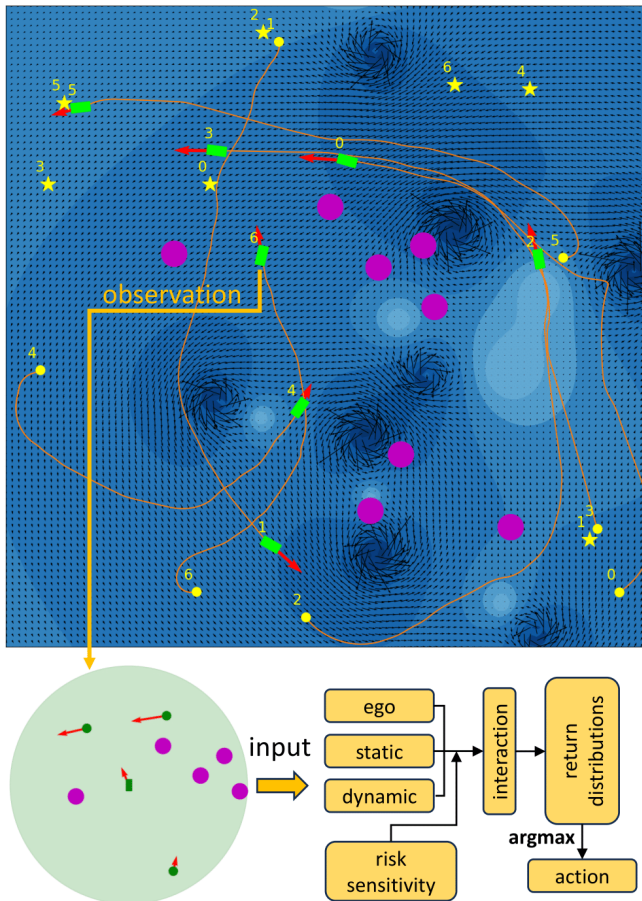 2
1
6
4
5
5
3
0
3
0
6
2
5
observation
4
4
1
3
1
6
2
0
input
ego
static
dynamic
risk
sensitivity
interaction
return
distributions
argmax
action